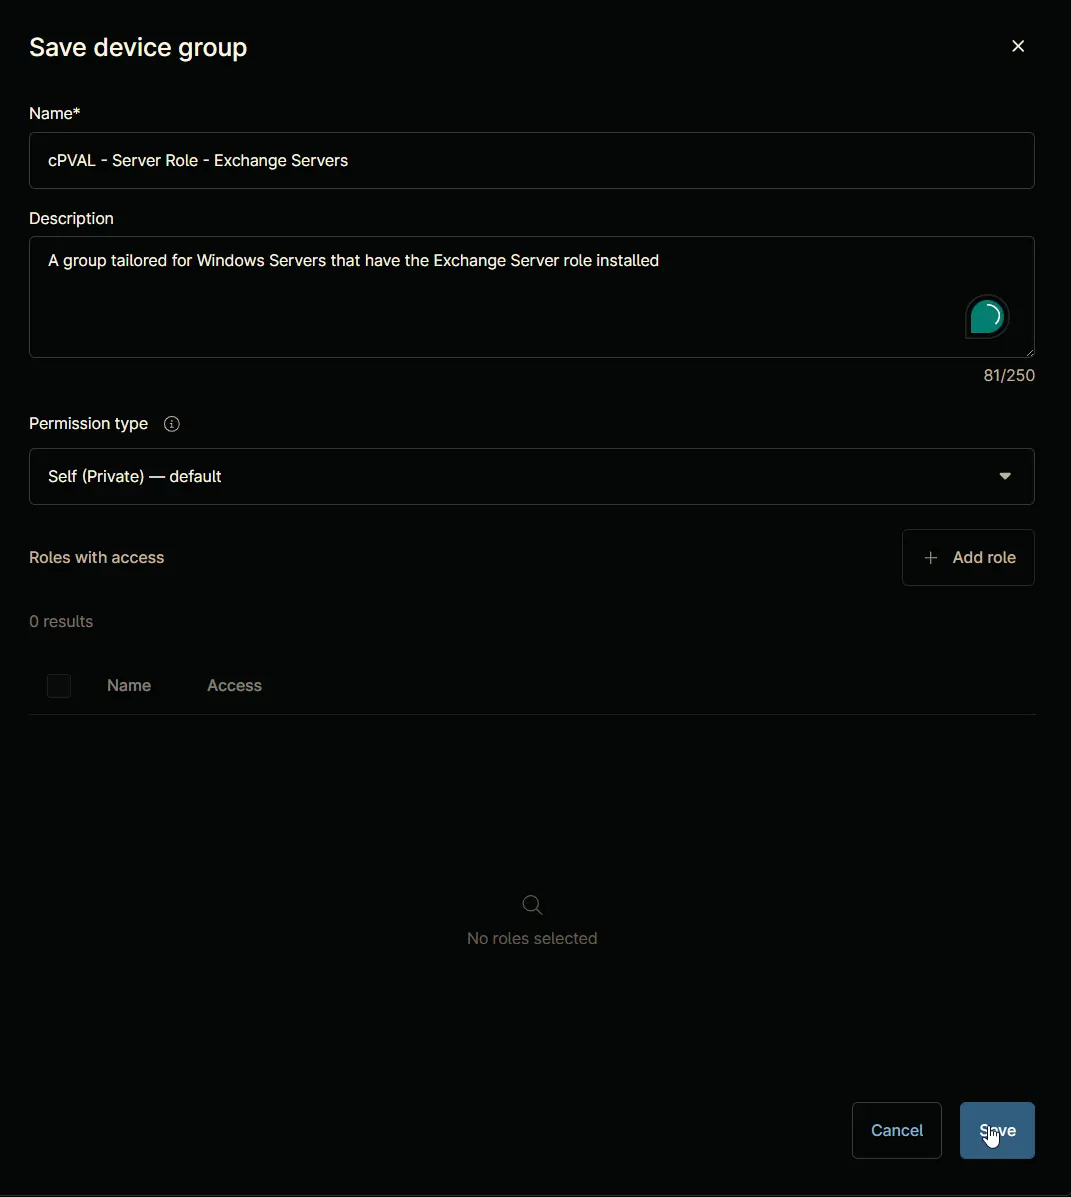 Save device group
Name*
cPVAL - Server Role - Exchange Servers
Description
A group tailored for Windows Servers that have the Exchange Server role installed
81/250
Permission type
Self (Private) — default
Roles with access
+ Add role
0 results
Name Access
No roles selected
Cancel Save